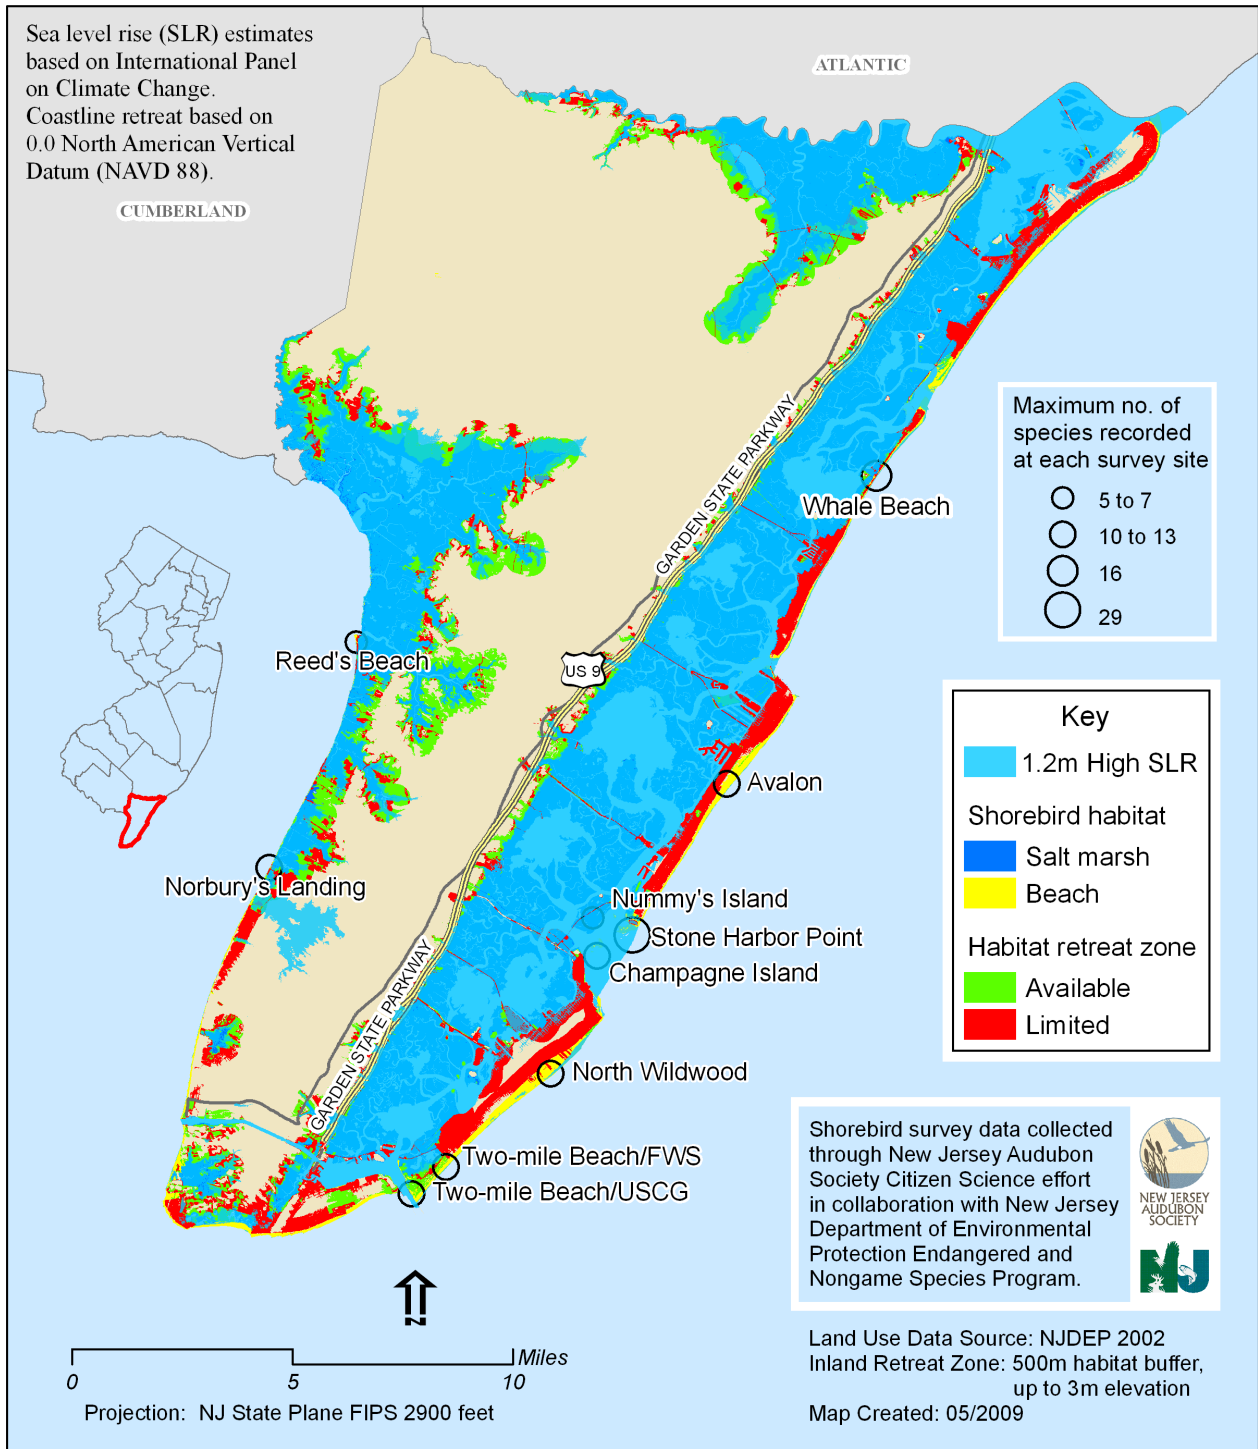 Sea level rise (SLR) estimates
based on International Panel
on Climate Change.
Coastline retreat based on
0.0 North American Vertical
Datum (NAVD 88).
ATLANTIC
CUMBERLAND
GARDEN STATE PARKWAY
Maximum no. of
species recorded
at each survey site
5 to 7
10 to 13
16
29
Whale Beach
Reed's Beach
US 9
Key
1.2m High SLR
Shorebird habitat
Salt marsh
Beach
Habitat retreat zone
Available
Limited
Avalon
Norbury's Landing
Nummy's Island
Stone Harbor Point
Champagne Island
GARDEN STATE PARKWAY
North Wildwood
Two-mile Beach/FWS
Two-mile Beach/USCG
Shorebird survey data collected
through New Jersey Audubon
Society Citizen Science effort
in collaboration with New Jersey
Department of Environmental
Protection Endangered and
Nongame Species Program.
NEW JERSEY
AUDUBON
SOCIETY
NJ
N
Miles
0 5 10
Projection: NJ State Plane FIPS 2900 feet
Land Use Data Source: NJDEP 2002
Inland Retreat Zone: 500m habitat buffer,
up to 3m elevation
Map Created: 05/2009